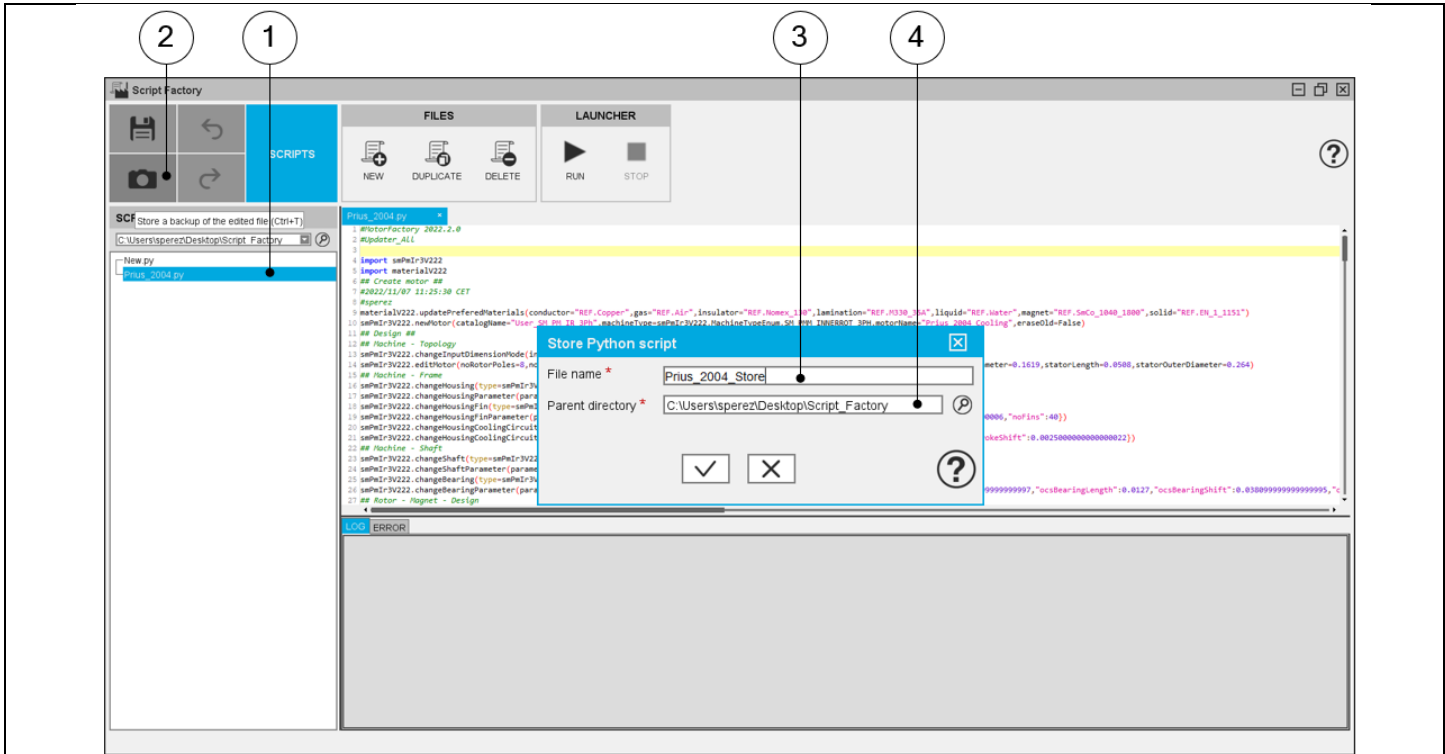 2
1
3
4
Script Factory
SCRIPTS
FILES
NEW
DUPLICATE
DELETE
LAUNCHER
RUN
STOP
?
Store a backup of the edited file (Ctrl+T)
C:\Users\sperez\Desktop\Script_Factory
New.py
Prius_2004.py
Prius_2004.py
1 #MotorFactory 2022.2.0
2 #Updater_All
3
4 import smPmIr3V222
5 import materialV222
6 ## Create motor ##
7 #2022/11/07 11:25:30 CET
8 #sperez
9 materialV222.updatePreferedMaterials(conductor="REF.Copper",gas="REF.Air",insulator="REF.Nomex_130",lamination="REF.M330_35A",liquid="REF.Water",magnet="REF.SmCo_1040_1800",solid="REF.EN_1_1151")
10 smPmIr3V222.newMotor(catalogName="User_SM_PM_IR_3Ph",machineType=smPmIr3V222.MachineTypeEnum.SM_PMM_INNERROT_3PH,motorName="Prius_2004_Cooling",eraseOld=False)
11 ## Design ##
12 ## Machine - Topology
13 smPmIr3V222.changeInputDimensionMode(in
14 smPmIr3V222.editMotor(noRotorPoles=8,no
meter=0.1619,statorLength=0.0508,statorOuterDiameter=0.264)
15 ## Machine - Frame
16 smPmIr3V222.changeHousing(type=smPmIr3V
17 smPmIr3V222.changeHousingParameter(para
18 smPmIr3V222.changeHousingFin(type=smPmI
19 smPmIr3V222.changeHousingFinParameter(p
0006,"noFins":40})
20 smPmIr3V222.changeHousingCoolingCircuit
21 smPmIr3V222.changeHousingCoolingCircuit
okeShift":0.0025000000000000022})
22 ## Machine - Shaft
23 smPmIr3V222.changeShaft(type=smPmIr3V22
24 smPmIr3V222.changeShaftParameter(parame
25 smPmIr3V222.changeBearing(type=smPmIr3V
26 smPmIr3V222.changeBearingParameter(para
27 ## Rotor - Magnet - Design
Store Python script
File name *
Prius_2004_Store
Parent directory *
C:\Users\sperez\Desktop\Script_Factory
?
LOG
ERROR